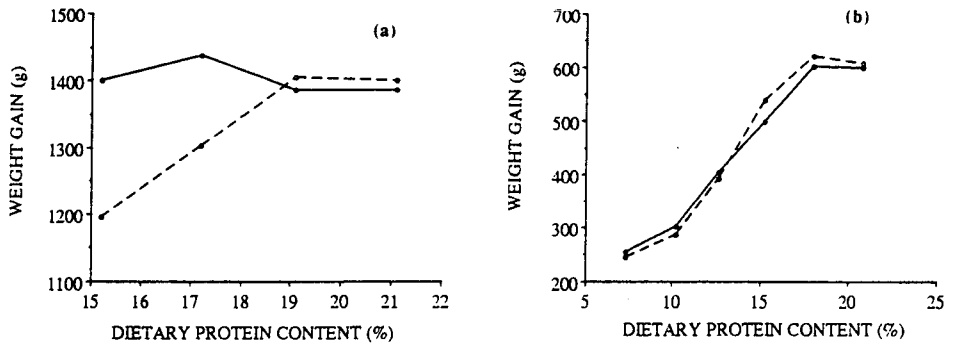 (a)
WEIGHT GAIN (g)
1500
1400
1300
1200
1100
15 16 17 18 19 20 21 22
DIETARY PROTEIN CONTENT (%)
(b)
WEIGHT GAIN (g)
700
600
500
400
300
200
5 10 15 20 25
DIETARY PROTEIN CONTENT (%)